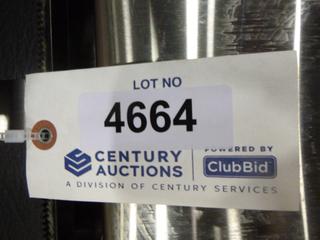 LOT NO
4664
CENTURY AUCTIONS
POWERED BY
ClubBid
A DIVISION OF CENTURY SERVICES